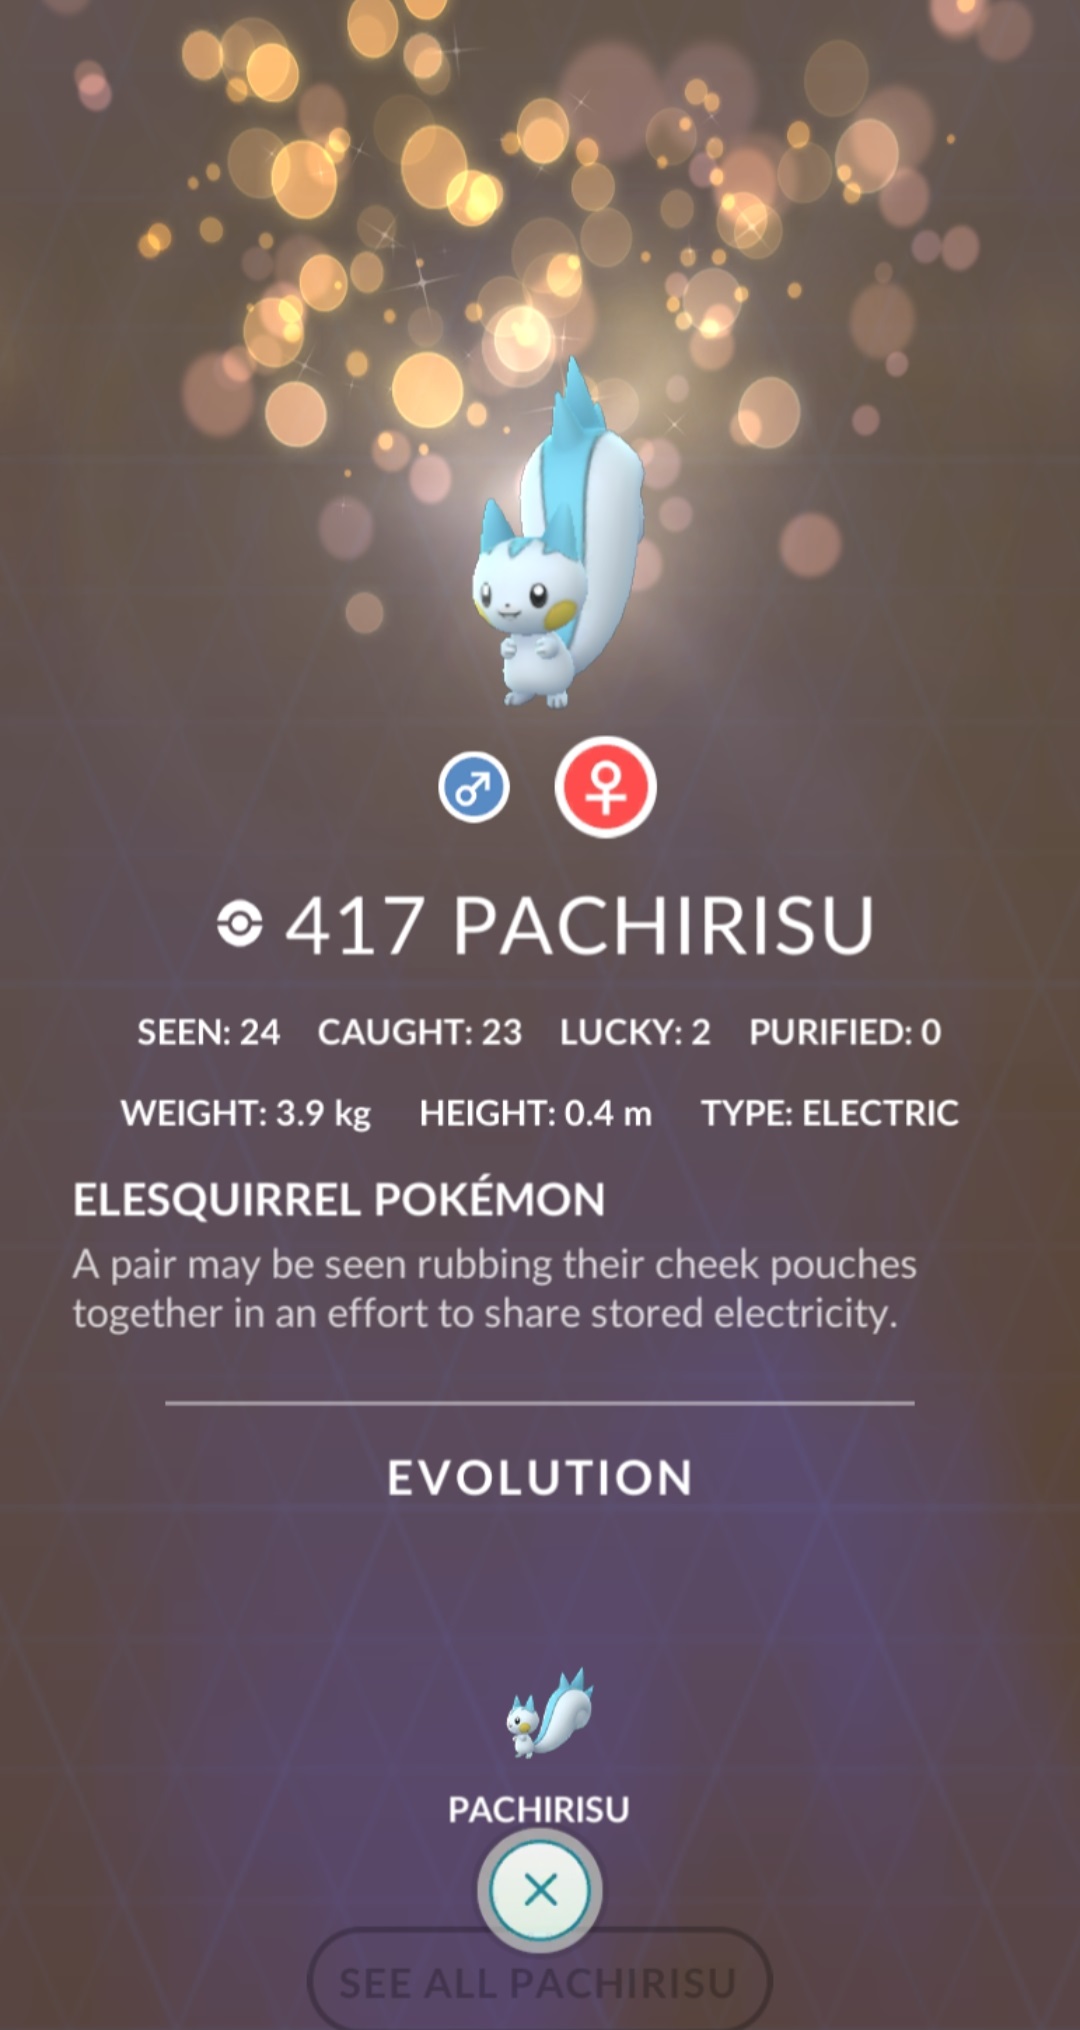 417 PACHIRISU
SEEN: 24 CAUGHT: 23 LUCKY: 2 PURIFIED: 0
WEIGHT: 3.9 kg HEIGHT: 0.4 m TYPE: ELECTRIC
ELESQUIRREL POKÉMON
A pair may be seen rubbing their cheek pouches
together in an effort to share stored electricity.
EVOLUTION
PACHIRISU
SEE ALL PACHIRISU